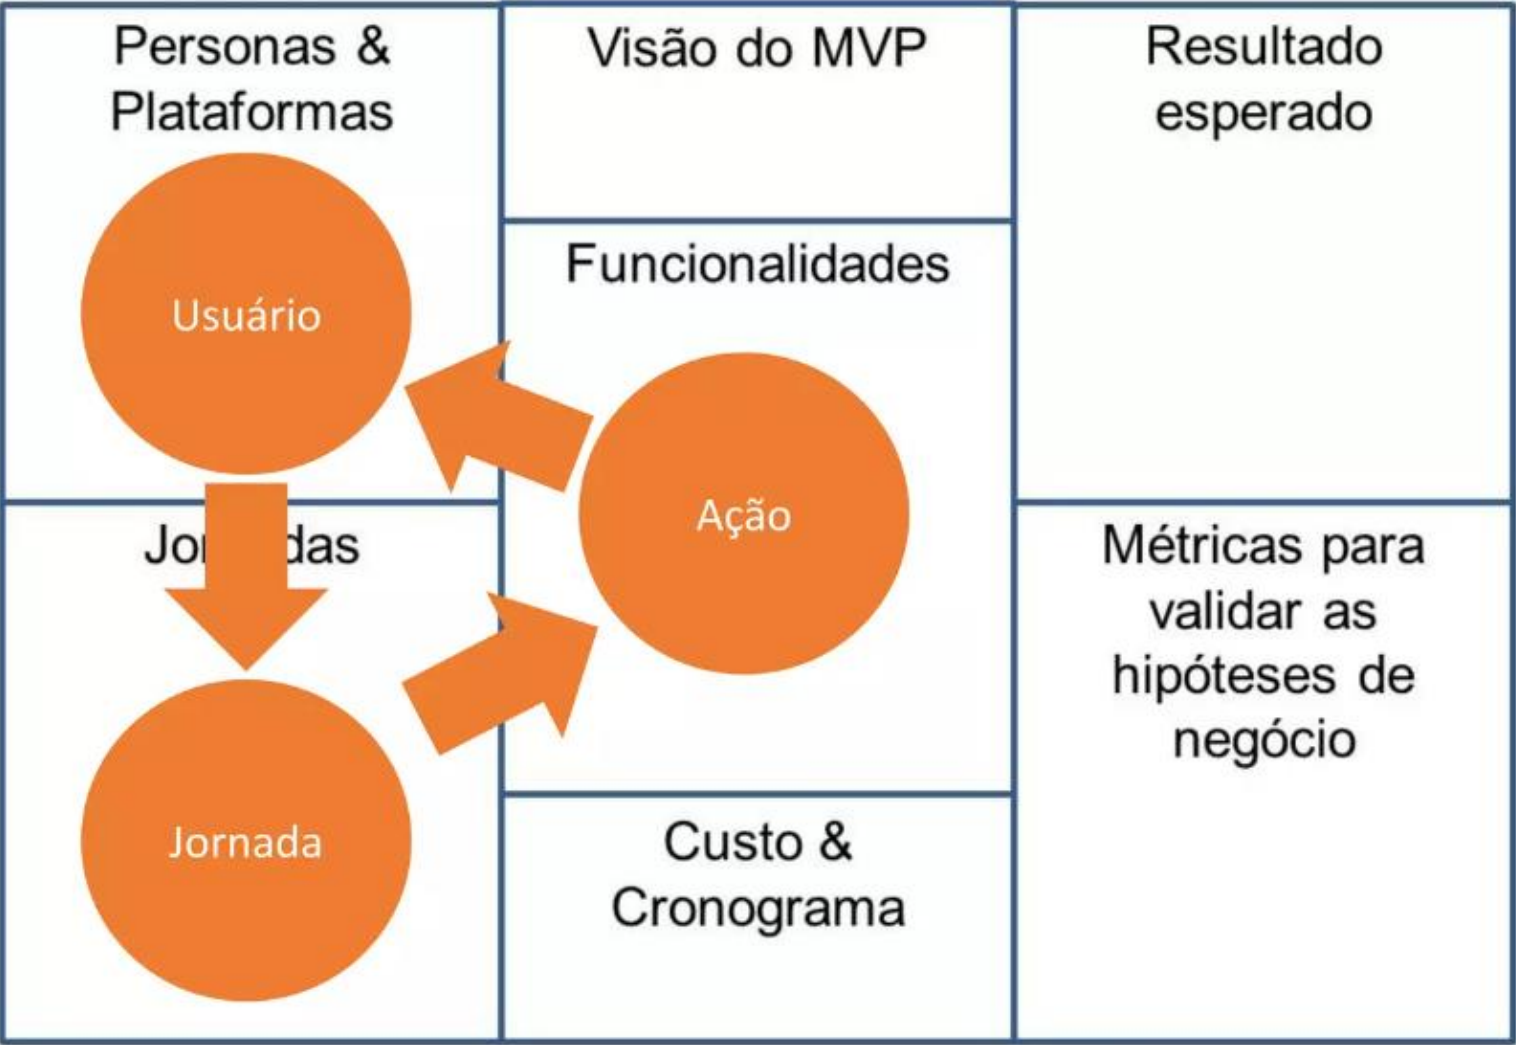 Personas &
Plataformas
Usuário
Jornada
Visão do MVP
Funcionalidades
Ação
Custo &
Cronograma
Resultado
esperado
Métricas para
validar as
hipóteses de
negócio